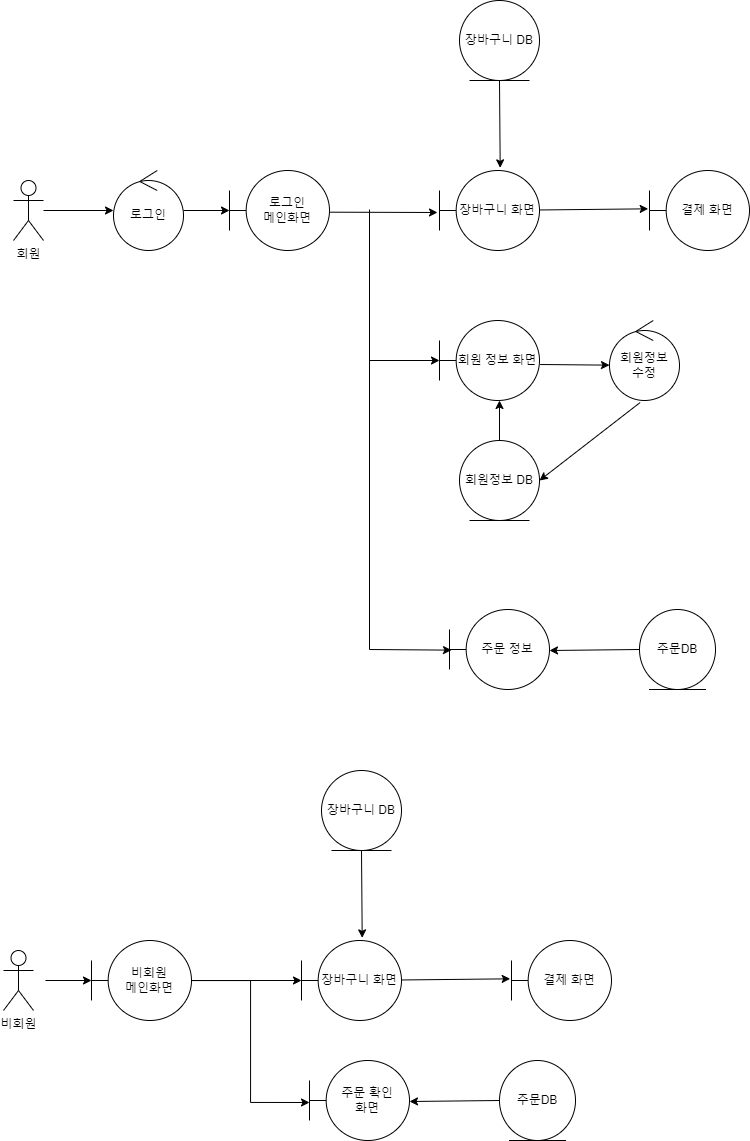 장바구니 DB
회원
로그인
로그인
메인화면
장바구니 화면
결제 화면
회원 정보 화면
회원정보
수정
회원정보 DB
주문 정보
주문DB
장바구니 DB
비회원
비회원
메인화면
장바구니 화면
결제 화면
주문 확인
화면
주문DB